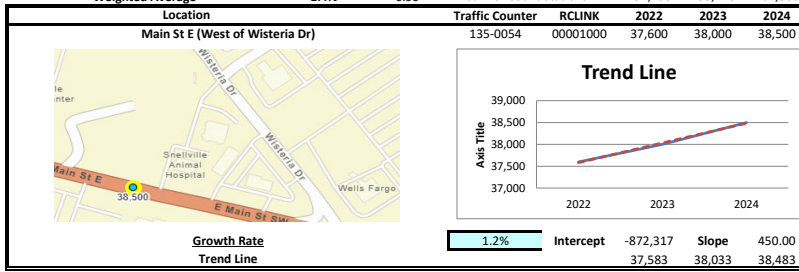 Weighted Average
Location Traffic Counter RCLINK 2022 2023 2024
Main St E (West of Wisteria Dr) 135-0054 00001000 37,600 38,000 38,500
Wisteria Dr
Wisteria Dr
Snellville
Animal
Hospital
Main St E
38,500
E Main St SW
Wells Fargo
Trend Line
Axis Title
39,000
38,500
38,000
37,500
37,000
2022 2023 2024
Growth Rate 1.2% Intercept -872,317 Slope 450.00
Trend Line 37,583 38,033 38,483